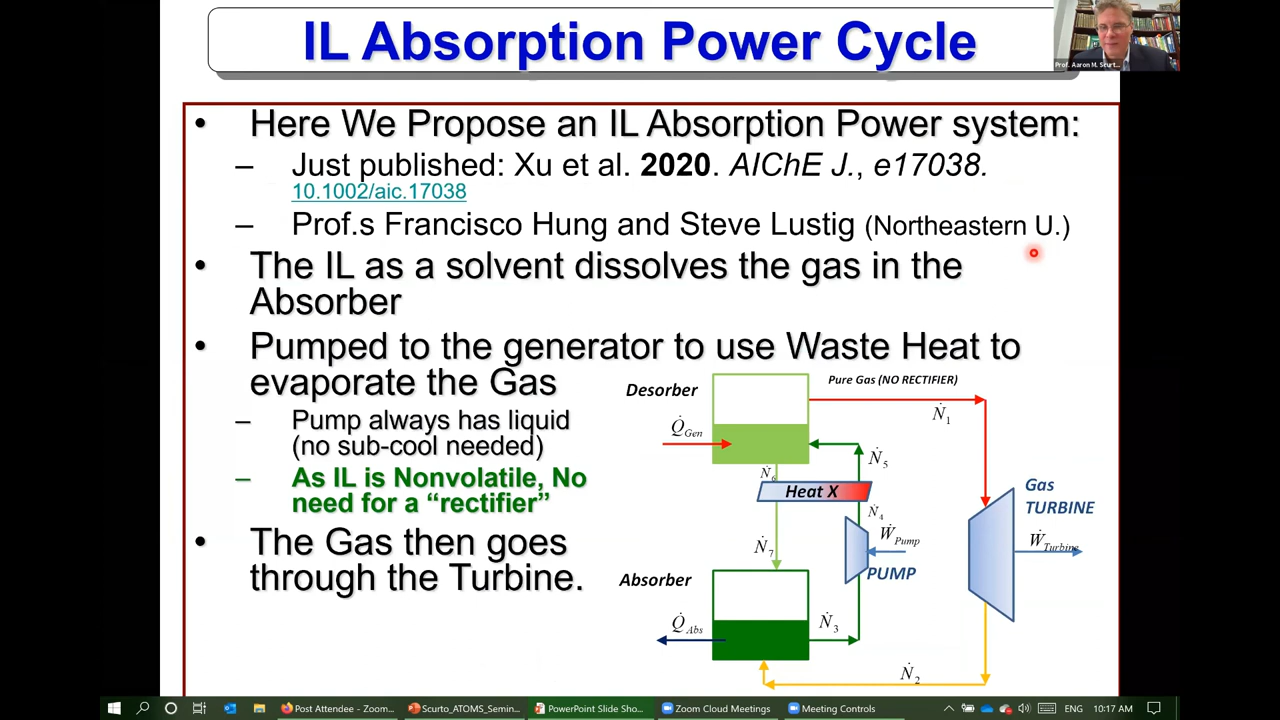 IL Absorption Power Cycle
Prof. Aaron M. Scurt...
• Here We Propose an IL Absorption Power system:
– Just published: Xu et al. 2020. AIChE J., e17038.
10.1002/aic.17038
– Prof.s Francisco Hung and Steve Lustig (Northeastern U.)
• The IL as a solvent dissolves the gas in the
Absorber
• Pumped to the generator to use Waste Heat to
evaporate the Gas
– Pump always has liquid
(no sub-cool needed)
– As IL is Nonvolatile, No
need for a “rectifier”
• The Gas then goes
through the Turbine.
Desorber
Pure Gas (NO RECTIFIER)
Ṅ1
Q̇Gen
Ṅ5
Ṅ6
Heat X
Gas
TURBINE
Ṅ4
ẆPump
ẆTurbine
Ṅ7
PUMP
Absorber
Q̇Abs
Ṅ3
Ṅ2
Post Attendee - Zoom...
Scurto_ATOMS_Semin...
PowerPoint Slide Sho...
Zoom Cloud Meetings
Meeting Controls
ENG
10:17 AM